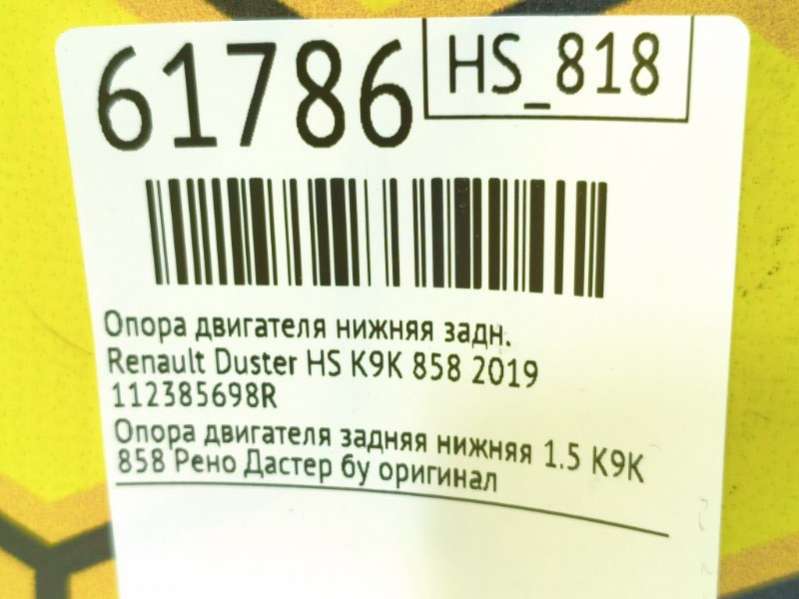 61786
HS_818
Опора двигателя нижняя задн.
Renault Duster HS K9K 858 2019
112385698R
Опора двигателя задняя нижняя 1.5 K9K
858 Рено Дастер бу оригинал